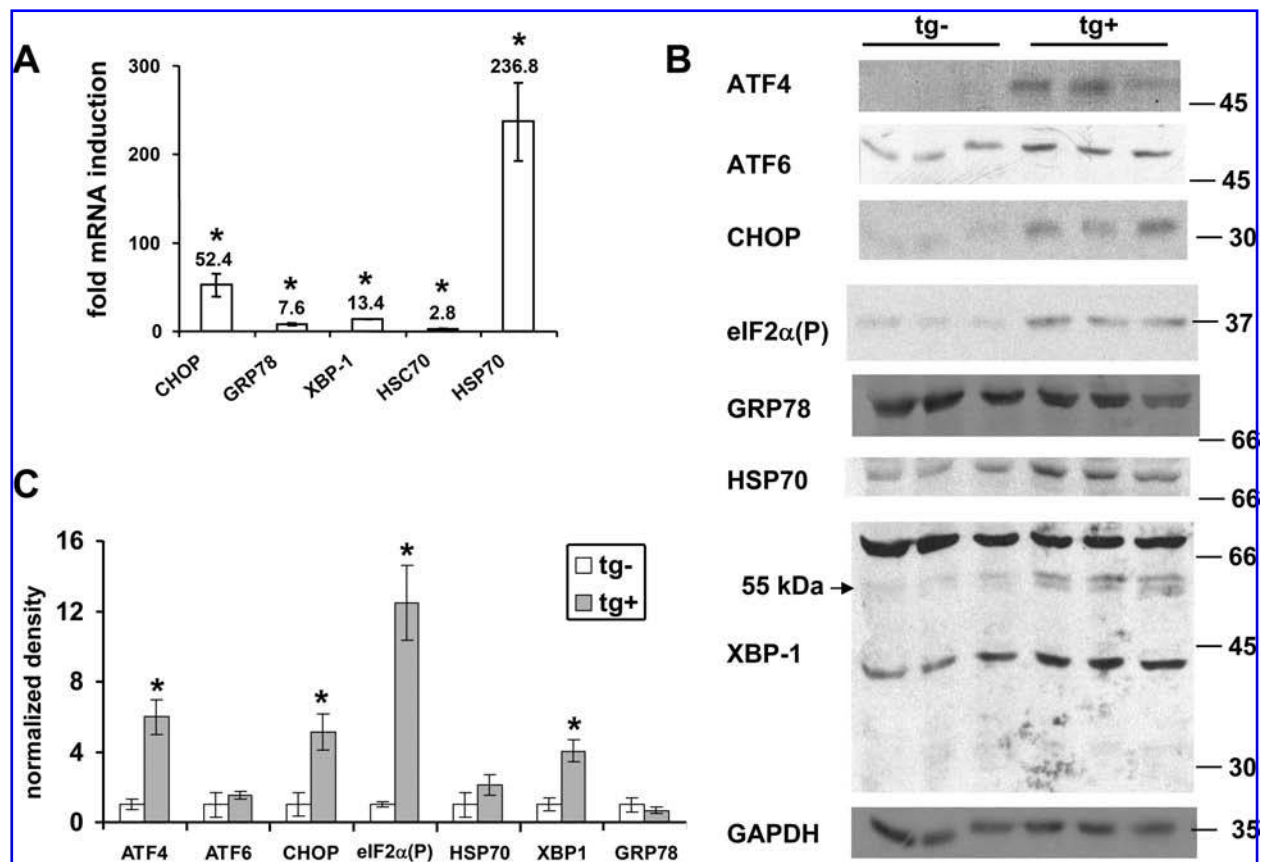 A
fold mRNA induction
300
200
100
0
*
52.4
*
7.6
*
13.4
*
2.8
*
236.8
CHOP
GRP78
XBP-1
HSC70
HSP70
B
tg-
tg+
ATF4
45
ATF6
45
CHOP
30
eIF2α(P)
37
GRP78
66
HSP70
66
66
55 kDa
45
XBP-1
30
GAPDH
35
C
normalized density
16
12
8
4
0
tg-
tg+
*
*
*
*
ATF4
ATF6
CHOP
eIF2α(P)
HSP70
XBP1
GRP78